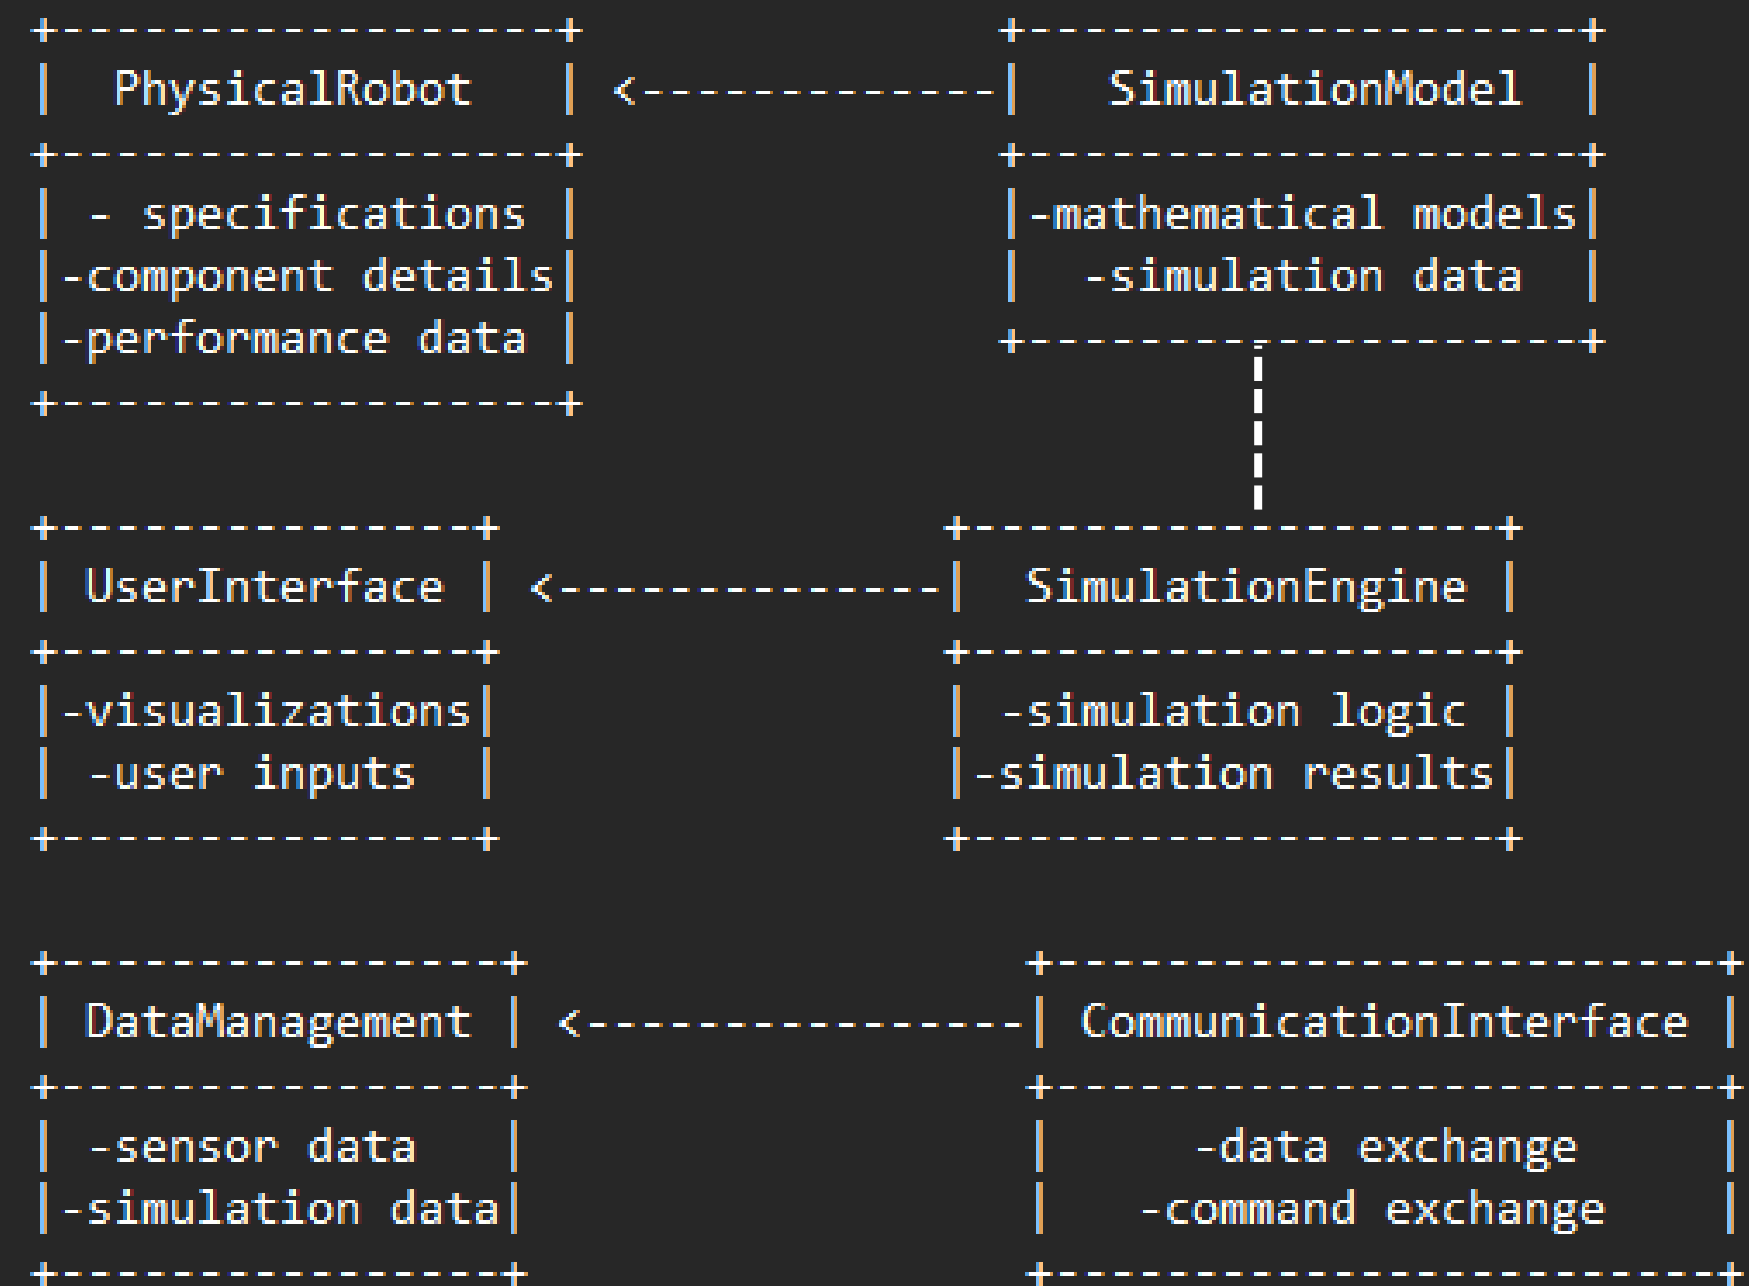 +-------------------+ +---------------------+
| PhysicalRobot | <-------------| SimulationModel |
+-------------------+ +---------------------+
| - specifications | |-mathematical models|
|-component details| | -simulation data |
|-performance data | +---------------------+
+-------------------+
+----------------+ +--------------------+
| UserInterface | <--------------| SimulationEngine |
+----------------+ +--------------------+
|-visualizations| | -simulation logic |
| -user inputs | |-simulation results|
+----------------+ +--------------------+
+-----------------+ +-------------------------+
| DataManagement | <----------------| CommunicationInterface |
+-----------------+ +-------------------------+
| -sensor data | | -data exchange |
|-simulation data| | -command exchange |
+-----------------+ +-------------------------+